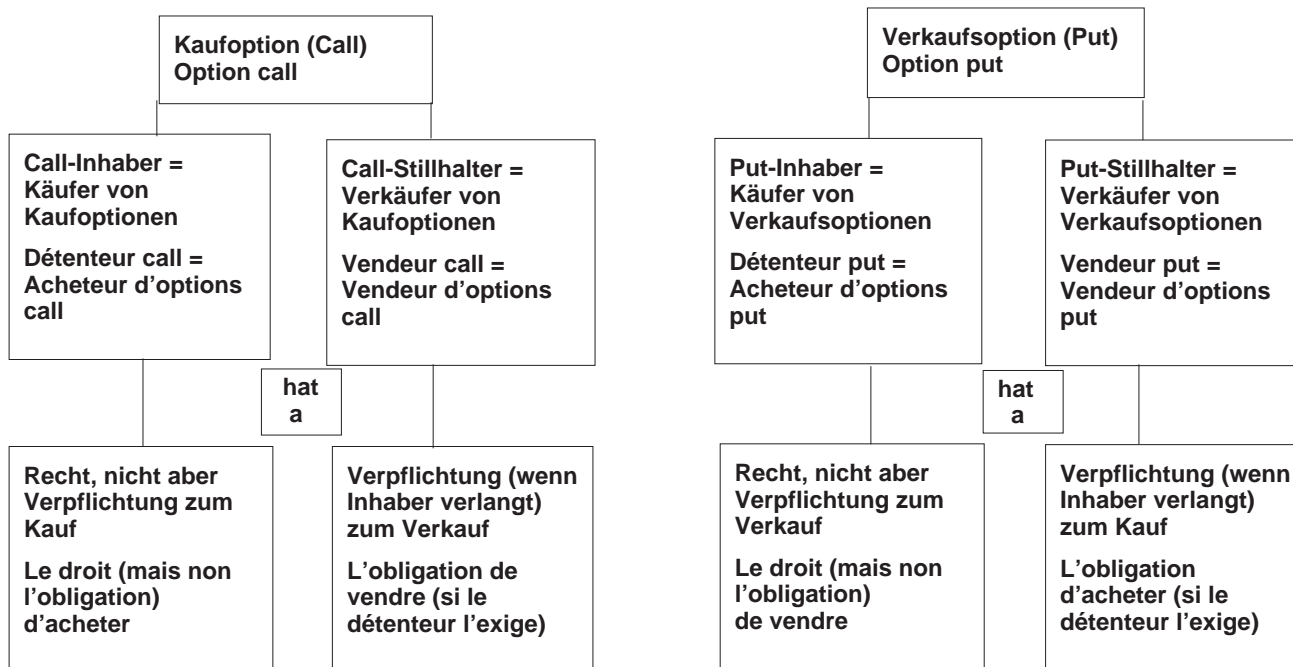 Kaufoption (Call)
Option call
Verkaufsoption (Put)
Option put
Call-Inhaber =
Käufer von
Kaufoptionen
Détenteur call =
Acheteur d'options
call
Call-Stillhalter =
Verkäufer von
Kaufoptionen
Vendeur call =
Vendeur d'options
call
Put-Inhaber =
Käufer von
Verkaufsoptionen
Détenteur put =
Acheteur d'options
put
Put-Stillhalter =
Verkäufer von
Verkaufsoptionen
Vendeur put =
Vendeur d'options
put
hat
a
hat
a
Recht, nicht aber
Verpflichtung zum
Kauf
Le droit (mais non
l'obligation)
d'acheter
Verpflichtung (wenn
Inhaber verlangt)
zum Verkauf
L'obligation de
vendre (si le
détenteur l'exige)
Recht, nicht aber
Verpflichtung zum
Verkauf
Le droit (mais non
l'obligation)
de vendre
Verpflichtung (wenn
Inhaber verlangt)
zum Kauf
L'obligation
d'acheter (si le
détenteur l'exige)